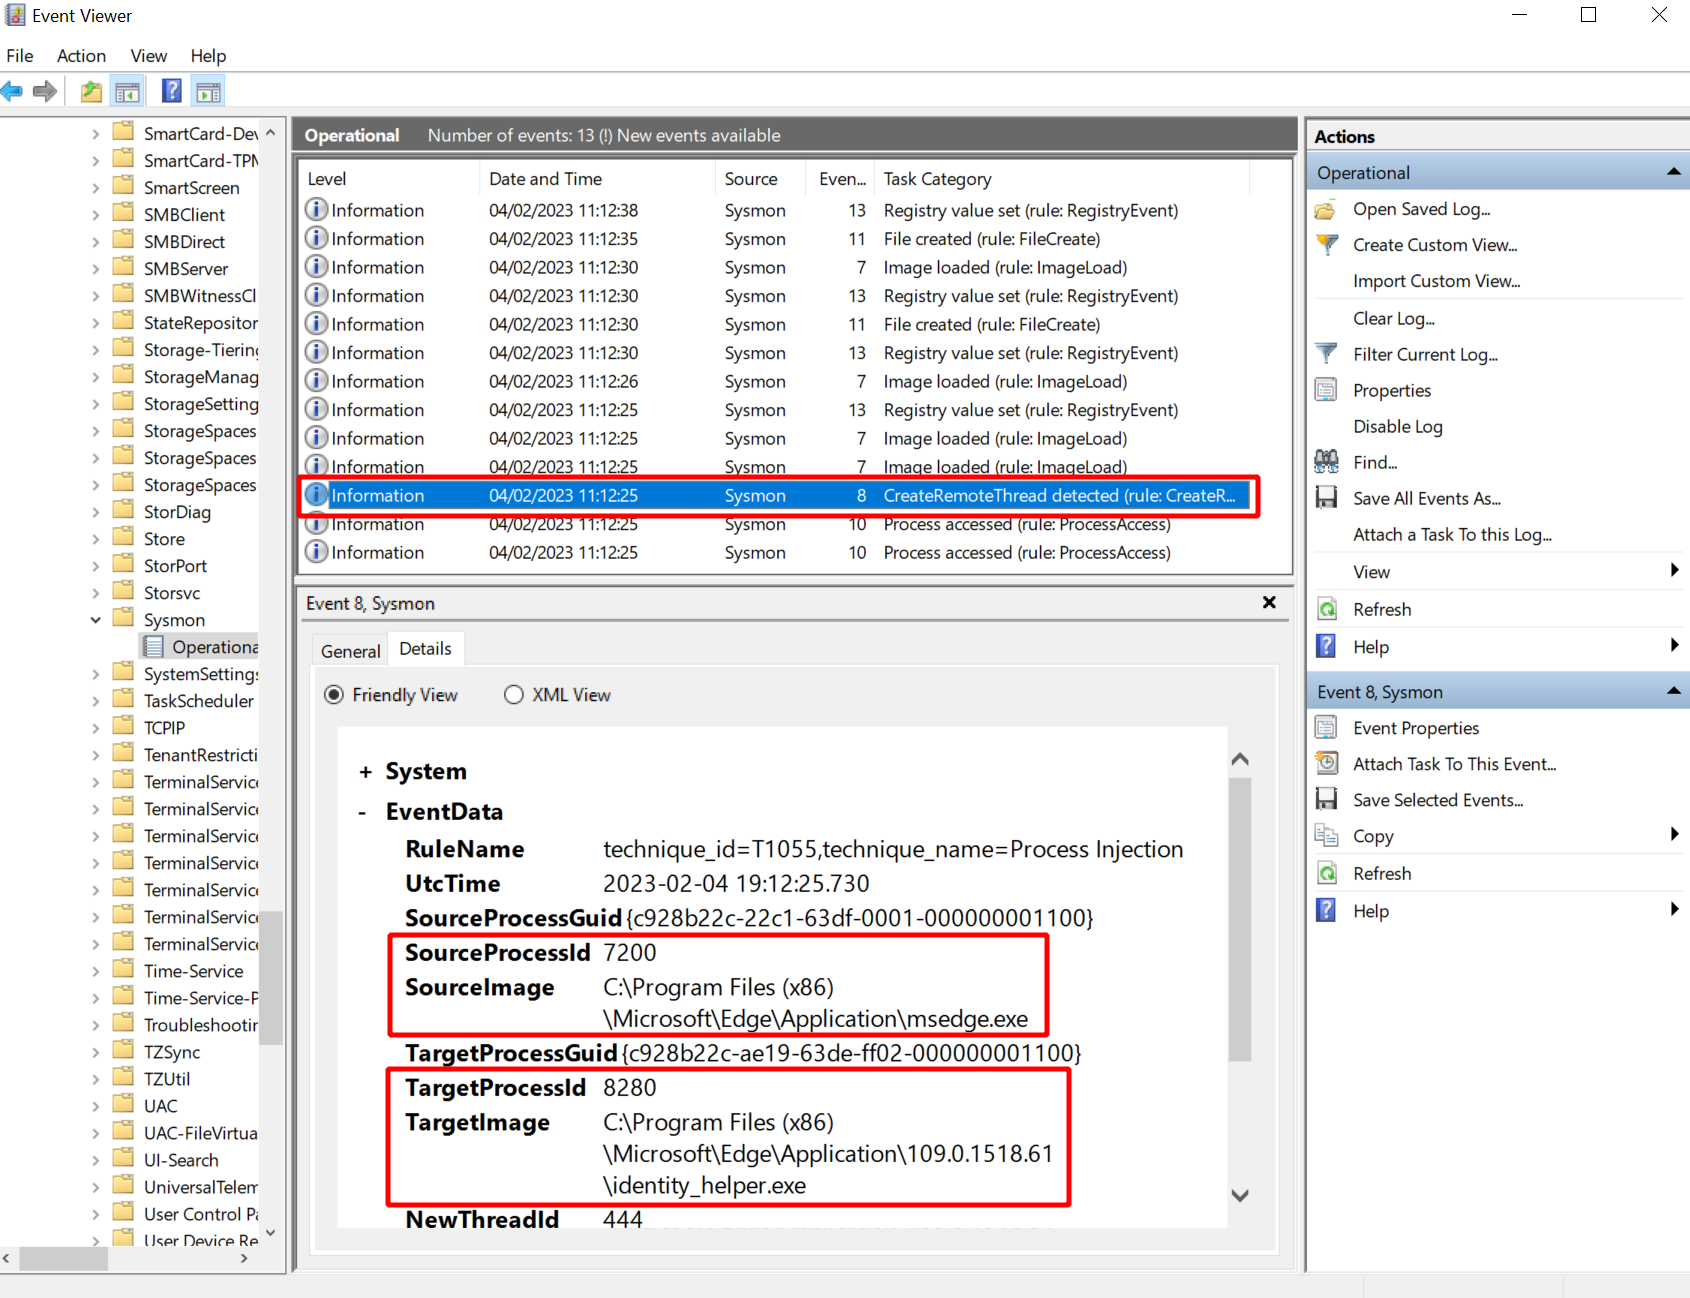 Event Viewer
File Action View Help
SmartCard-Dev
SmartCard-TPM
SmartScreen
SMBClient
SMBDirect
SMBServer
SMBWitnessCl
StateRepositor
Storage-Tiering
StorageManag
StorageSetting
StorageSpaces
StorageSpaces
StorageSpaces
StorDiag
Store
StorPort
Storsvc
Sysmon
Operationa
SystemSettings
TaskScheduler
TCPIP
TenantRestricti
TerminalService
TerminalService
TerminalService
TerminalService
TerminalService
TerminalService
TerminalService
Time-Service
Time-Service-P
Troubleshootin
TZSync
TZUtil
UAC
UAC-FileVirtua
UI-Search
UniversalTelem
User Control Pa
User Device Re
Operational Number of events: 13 (!) New events available
Level Date and Time Source Even... Task Category
Information 04/02/2023 11:12:38 Sysmon 13 Registry value set (rule: RegistryEvent)
Information 04/02/2023 11:12:35 Sysmon 11 File created (rule: FileCreate)
Information 04/02/2023 11:12:30 Sysmon 7 Image loaded (rule: ImageLoad)
Information 04/02/2023 11:12:30 Sysmon 13 Registry value set (rule: RegistryEvent)
Information 04/02/2023 11:12:30 Sysmon 11 File created (rule: FileCreate)
Information 04/02/2023 11:12:30 Sysmon 13 Registry value set (rule: RegistryEvent)
Information 04/02/2023 11:12:26 Sysmon 7 Image loaded (rule: ImageLoad)
Information 04/02/2023 11:12:25 Sysmon 13 Registry value set (rule: RegistryEvent)
Information 04/02/2023 11:12:25 Sysmon 7 Image loaded (rule: ImageLoad)
Information 04/02/2023 11:12:25 Sysmon 7 Image loaded (rule: ImageLoad)
Information 04/02/2023 11:12:25 Sysmon 8 CreateRemoteThread detected (rule: CreateR...
Information 04/02/2023 11:12:25 Sysmon 10 Process accessed (rule: ProcessAccess)
Information 04/02/2023 11:12:25 Sysmon 10 Process accessed (rule: ProcessAccess)
Event 8, Sysmon
General Details
Friendly View XML View
+ System
- EventData
RuleName technique_id=T1055,technique_name=Process Injection
UtcTime 2023-02-04 19:12:25.730
SourceProcessGuid {c928b22c-22c1-63df-0001-000000001100}
SourceProcessId 7200
SourceImage C:\Program Files (x86)
\Microsoft\Edge\Application\msedge.exe
TargetProcessGuid {c928b22c-ae19-63de-ff02-000000001100}
TargetProcessId 8280
TargetImage C:\Program Files (x86)
\Microsoft\Edge\Application\109.0.1518.61
\identity_helper.exe
NewThreadId 444
Actions
Operational
Open Saved Log...
Create Custom View...
Import Custom View...
Clear Log...
Filter Current Log...
Properties
Disable Log
Find...
Save All Events As...
Attach a Task To this Log...
View
Refresh
Help
Event 8, Sysmon
Event Properties
Attach Task To This Event...
Save Selected Events...
Copy
Refresh
Help